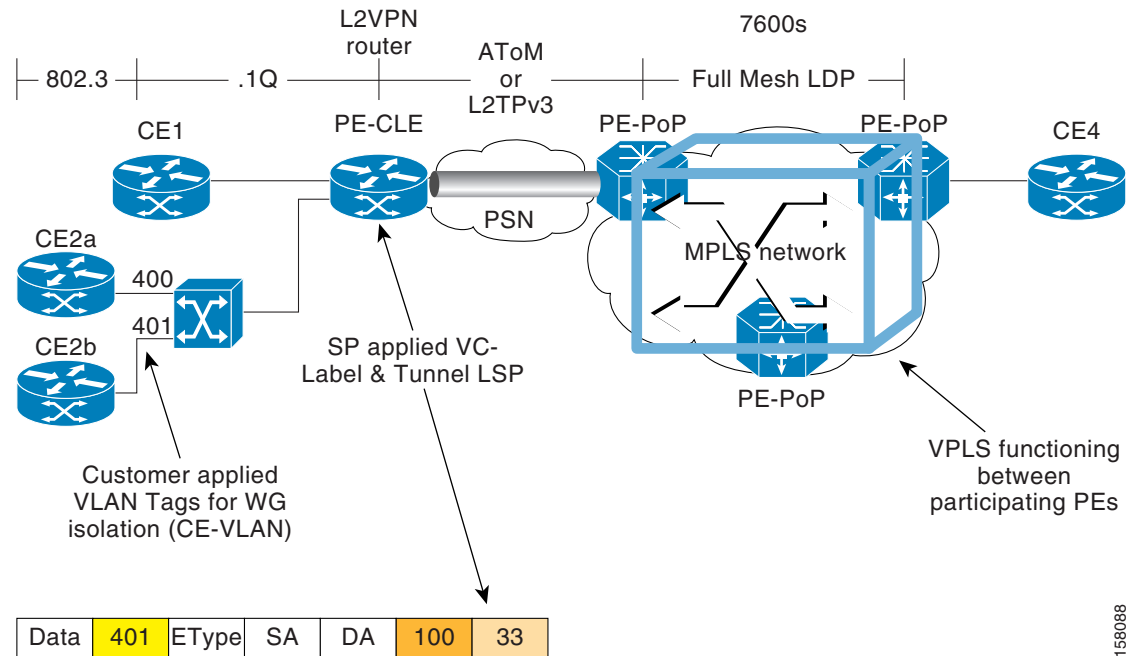 L2VPN
router
7600s
802.3
.1Q
AToM
or
L2TPv3
Full Mesh LDP
CE1
PE-CLE
PE-PoP
PE-PoP
CE4
PSN
CE2a
400
MPLS network
401
CE2b
SP applied VC-
Label & Tunnel LSP
PE-PoP
Customer applied
VLAN Tags for WG
isolation (CE-VLAN)
VPLS functioning
between
participating PEs
Data 401 EType SA DA 100 33
158088